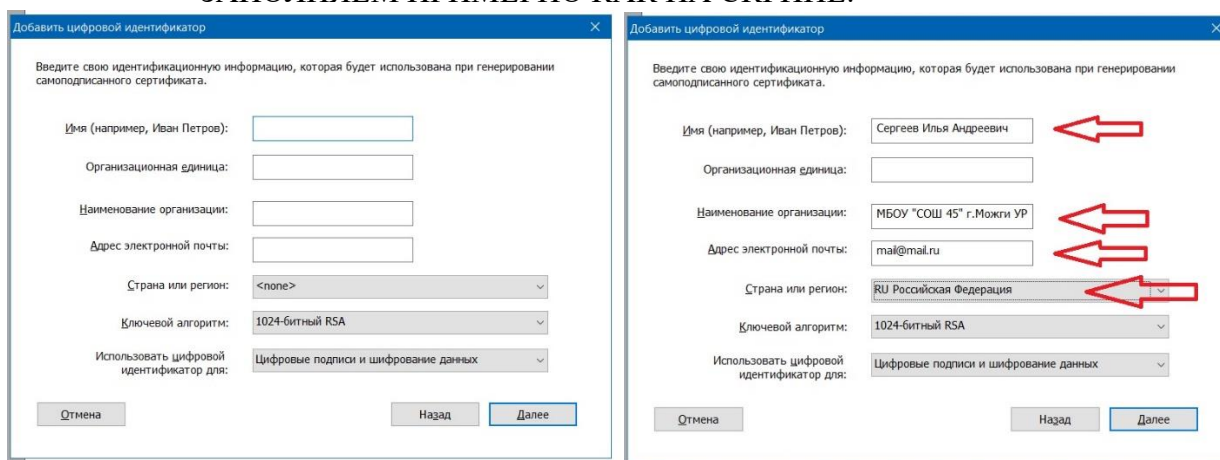 ЗАПОЛНЯЕМ ПРИМЕРНО КАК НА СКРИНЕ:
Добавить цифровой идентификатор
Введите свою идентификационную информацию, которая будет использована при генерировании
самоподписанного сертификата.
Имя (например, Иван Петров):
Организационная единица:
Наименование организации:
Адрес электронной почты:
Страна или регион: <none>
Ключевой алгоритм: 1024-битный RSA
Использовать цифровой Цифровые подписи и шифрование данных
идентификатор для:
Отмена Назад Далее
Добавить цифровой идентификатор
Введите свою идентификационную информацию, которая будет использована при генерировании
самоподписанного сертификата.
Имя (например, Иван Петров): Сергеев Илья Андреевич
Организационная единица:
Наименование организации: МБОУ "СОШ 45" г.Можги УР
Адрес электронной почты: mail@mail.ru
Страна или регион: RU Российская Федерация
Ключевой алгоритм: 1024-битный RSA
Использовать цифровой Цифровые подписи и шифрование данных
идентификатор для:
Отмена Назад Далее